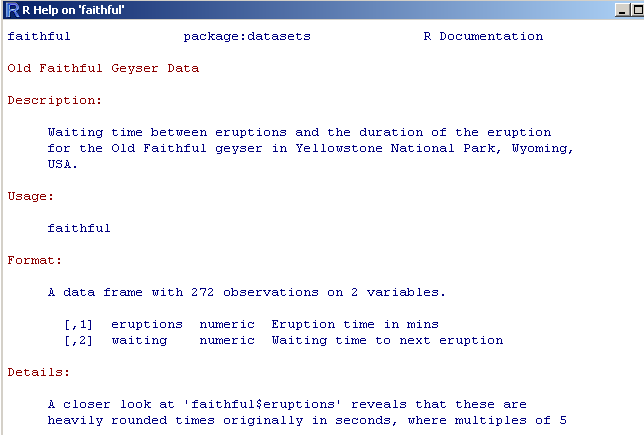 R R Help on 'faithful'
faithful package:datasets R Documentation
Old Faithful Geyser Data
Description:
Waiting time between eruptions and the duration of the eruption
for the Old Faithful geyser in Yellowstone National Park, Wyoming,
USA.
Usage:
faithful
Format:
A data frame with 272 observations on 2 variables.
[,1] eruptions numeric Eruption time in mins
[,2] waiting numeric Waiting time to next eruption
Details:
A closer look at 'faithful$eruptions' reveals that these are
heavily rounded times originally in seconds, where multiples of 5